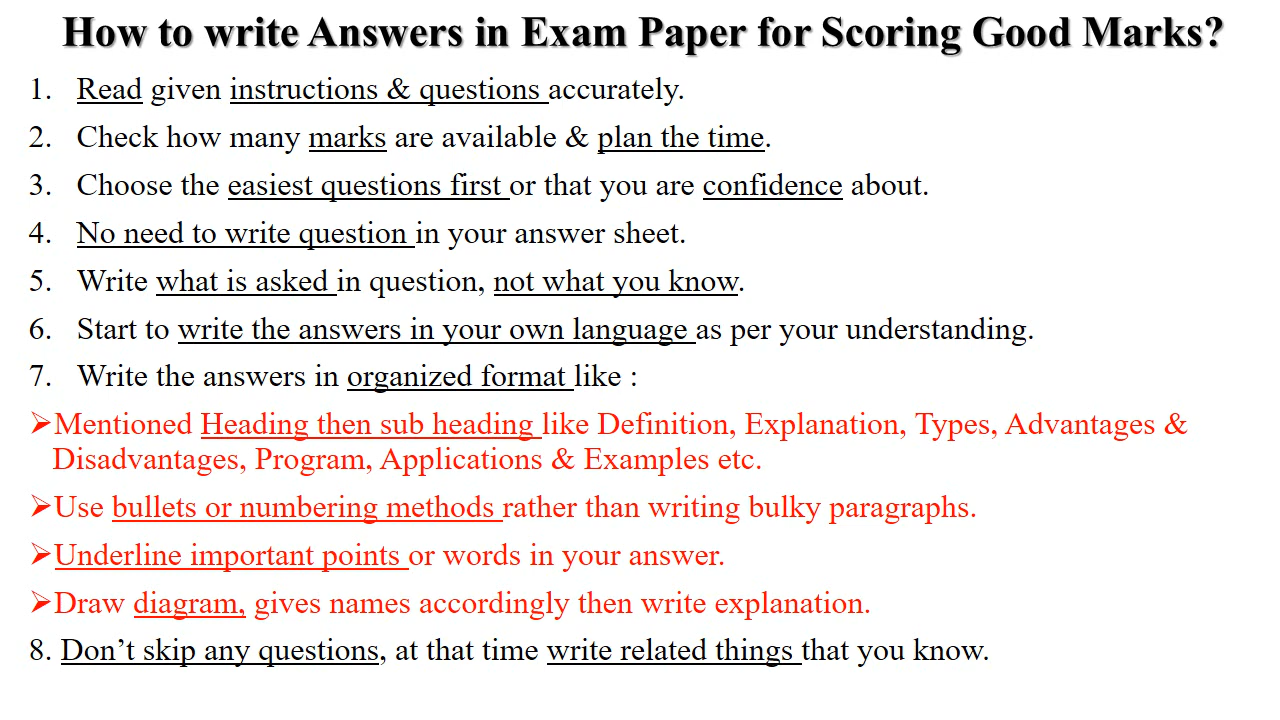 How to write Answers in Exam Paper for Scoring Good Marks?
1. Read given instructions & questions accurately.
2. Check how many marks are available & plan the time.
3. Choose the easiest questions first or that you are confidence about.
4. No need to write question in your answer sheet.
5. Write what is asked in question, not what you know.
6. Start to write the answers in your own language as per your understanding.
7. Write the answers in organized format like :
➢Mentioned Heading then sub heading like Definition, Explanation, Types, Advantages &
Disadvantages, Program, Applications & Examples etc.
➢Use bullets or numbering methods rather than writing bulky paragraphs.
➢Underline important points or words in your answer.
➢Draw diagram, gives names accordingly then write explanation.
8. Don’t skip any questions, at that time write related things that you know.